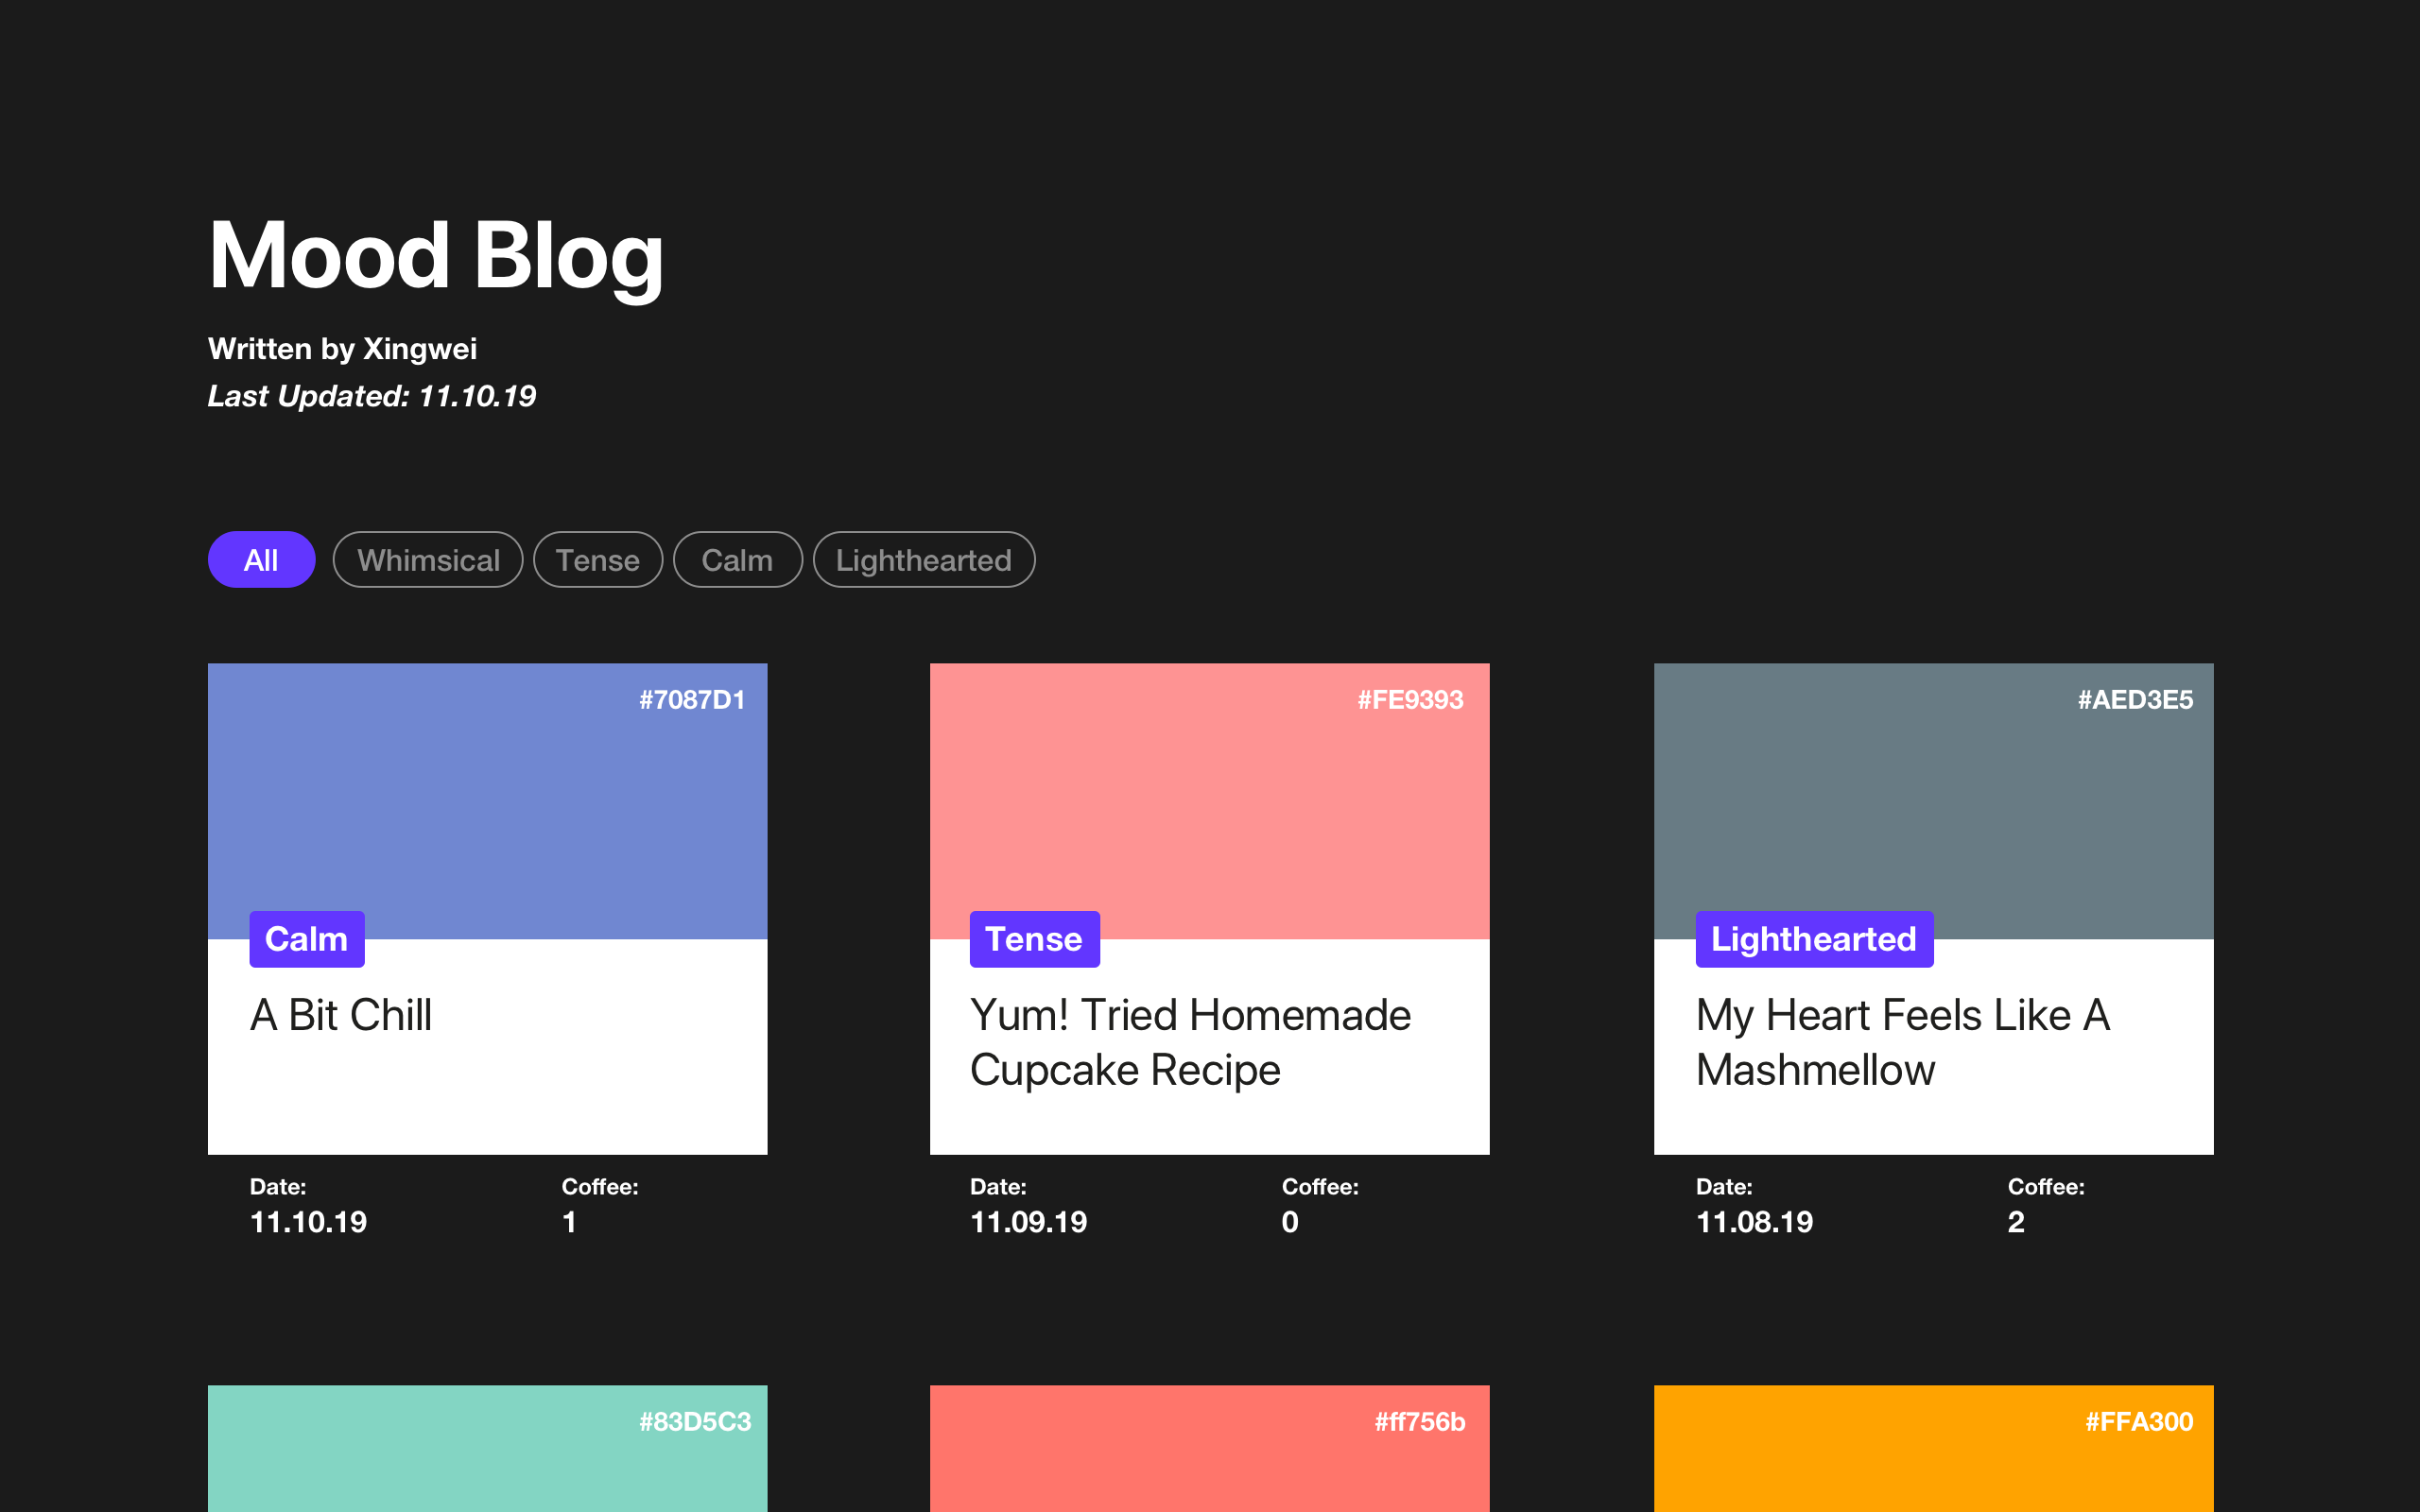 Mood Blog
Written by Xingwei
Last Updated: 11.10.19
All
Whimsical
Tense
Calm
Lighthearted
#7087D1
Calm
A Bit Chill
Date:
11.10.19
Coffee:
1
#FE9393
Tense
Yum! Tried Homemade
Cupcake Recipe
Date:
11.09.19
Coffee:
0
#AED3E5
Lighthearted
My Heart Feels Like A
Mashmellow
Date:
11.08.19
Coffee:
2
#83D5C3
#ff756b
#FFA300